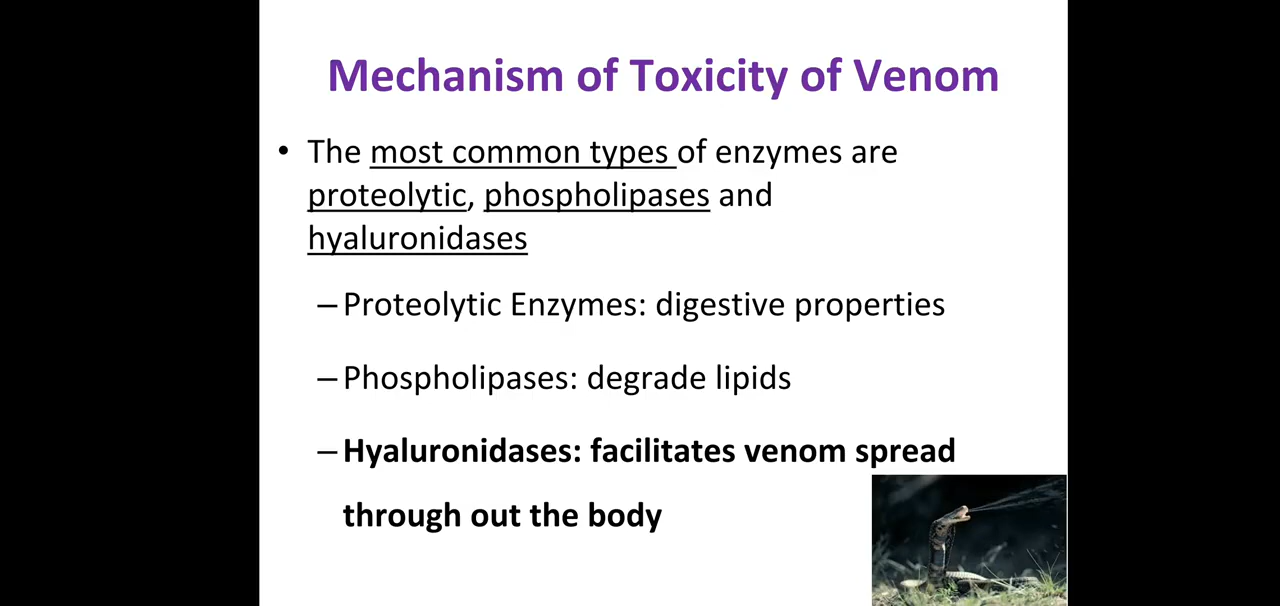 Mechanism of Toxicity of Venom
• The most common types of enzymes are
proteolytic, phospholipases and
hyaluronidases
– Proteolytic Enzymes: digestive properties
– Phospholipases: degrade lipids
– Hyaluronidases: facilitates venom spread
through out the body